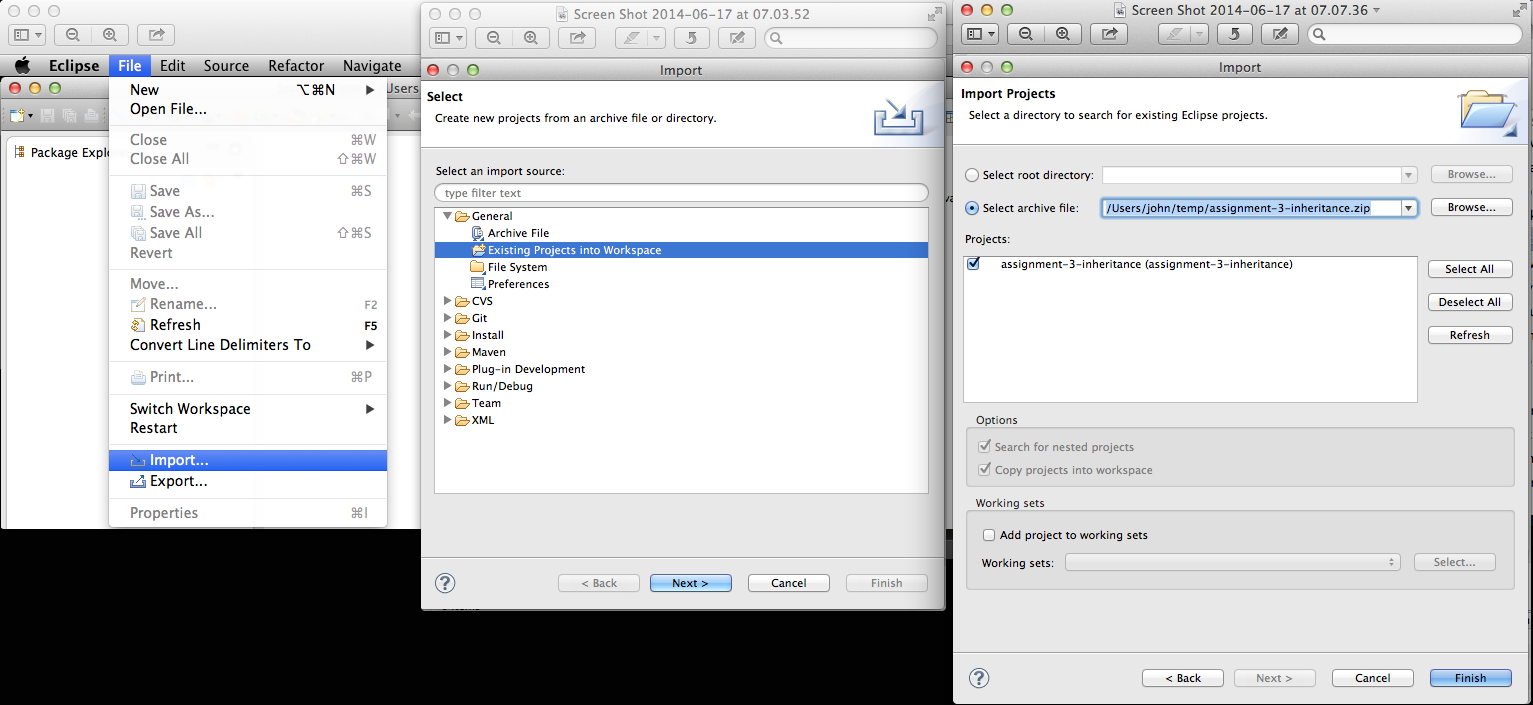 Eclipse File Edit Source Refactor Navigate
Users
Package Explo
New ⌥⌘N
Open File...
Close ⌘W
Close All ⇧⌘W
Save ⌘S
Save As...
Save All ⇧⌘S
Revert
Move...
Rename... F2
Refresh F5
Convert Line Delimiters To
Print... ⌘P
Switch Workspace
Restart
Import...
Export...
Properties ⌘I
Screen Shot 2014-06-17 at 07.03.52
Import
Select
Create new projects from an archive file or directory.
Select an import source:
type filter text
General
Archive File
Existing Projects into Workspace
File System
Preferences
CVS
Git
Install
Maven
Plug-in Development
Run/Debug
Team
XML
? < Back Next > Cancel Finish
Screen Shot 2014-06-17 at 07.07.36
Import
Import Projects
Select a directory to search for existing Eclipse projects.
Select root directory: Browse...
Select archive file: /Users/john/temp/assignment-3-inheritance.zip Browse...
Projects:
assignment-3-inheritance (assignment-3-inheritance)
Select All
Deselect All
Refresh
Options
Search for nested projects
Copy projects into workspace
Working sets
Add project to working sets
Working sets: Select...
? < Back Next > Cancel Finish